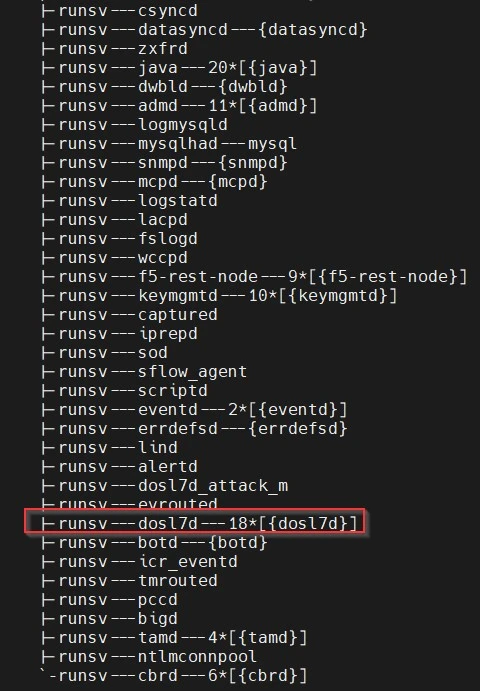 ├─runsv───csyncd
├─runsv───datasyncd───{datasyncd}
├─runsv───zxfrd
├─runsv───java───20*[{java}]
├─runsv───dwbld───{dwbld}
├─runsv───admd───11*[{admd}]
├─runsv───logmysqld
├─runsv───mysqlhad───mysql
├─runsv───snmpd───{snmpd}
├─runsv───mcpd───{mcpd}
├─runsv───logstatd
├─runsv───lacpd
├─runsv───fslogd
├─runsv───wccpd
├─runsv───f5-rest-node───9*[{f5-rest-node}]
├─runsv───keymgmtd───10*[{keymgmtd}]
├─runsv───captured
├─runsv───iprepd
├─runsv───sod
├─runsv───sflow_agent
├─runsv───scriptd
├─runsv───eventd───2*[{eventd}]
├─runsv───errdefsd───{errdefsd}
├─runsv───lind
├─runsv───alertd
├─runsv───dosl7d_attack_m
├─runsv───evrouted
├─runsv───dosl7d───18*[{dosl7d}]
├─runsv───botd───{botd}
├─runsv───icr_eventd
├─runsv───tmrouted
├─runsv───pccd
├─runsv───bigd
├─runsv───tamd───4*[{tamd}]
├─runsv───ntlmconnpool
`-runsv───cbrd───6*[{cbrd}]